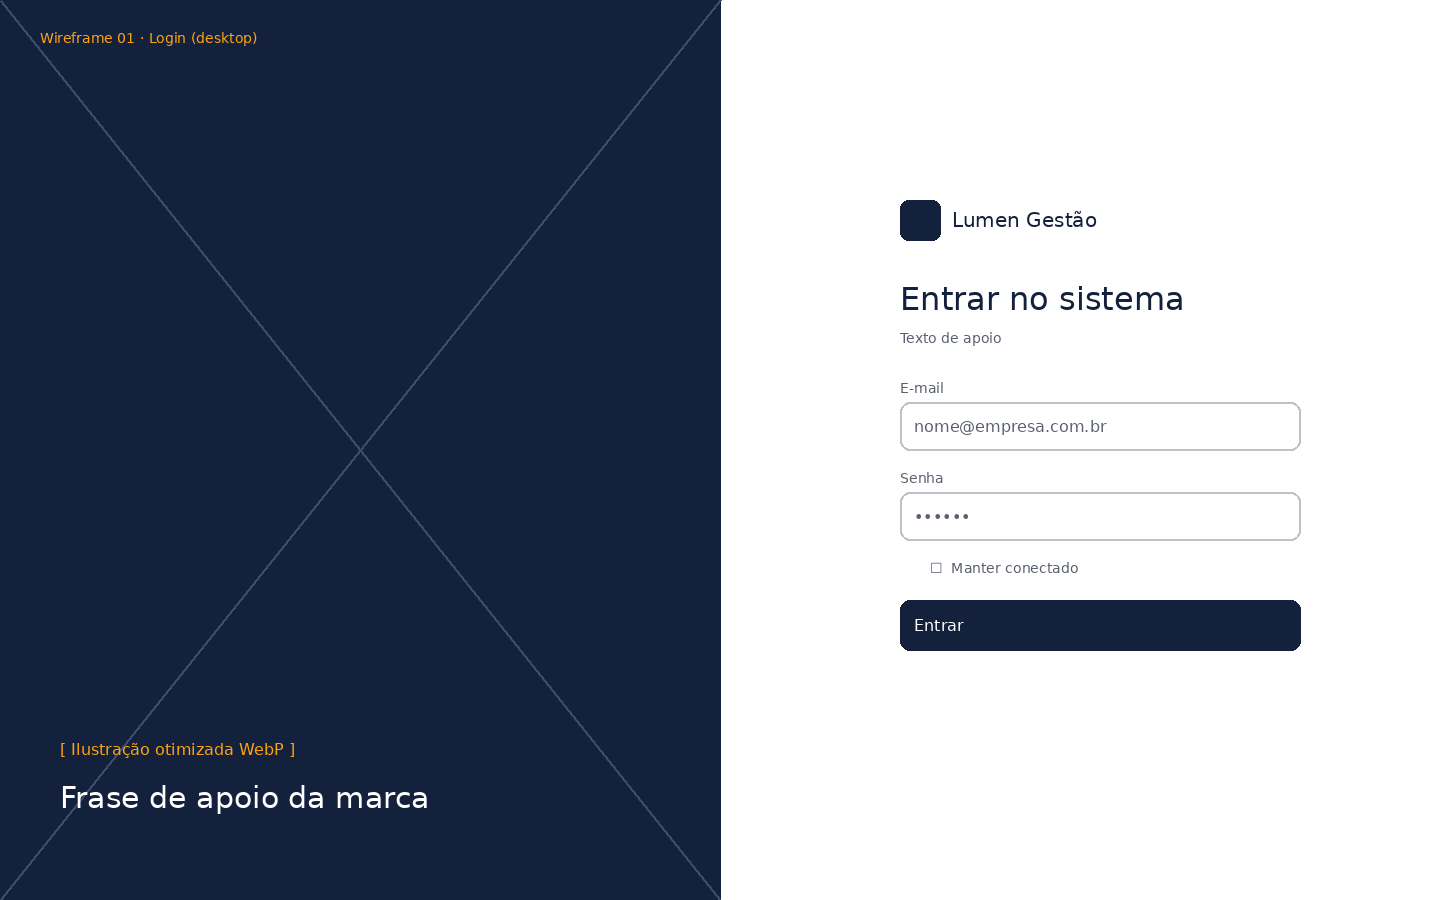 Wireframe 01 · Login (desktop)
[ Ilustração otimizada WebP ]
Frase de apoio da marca
Lumen Gestão
Entrar no sistema
Texto de apoio
E-mail
nome@empresa.com.br
Senha
••••••
☐ Manter conectado
Entrar